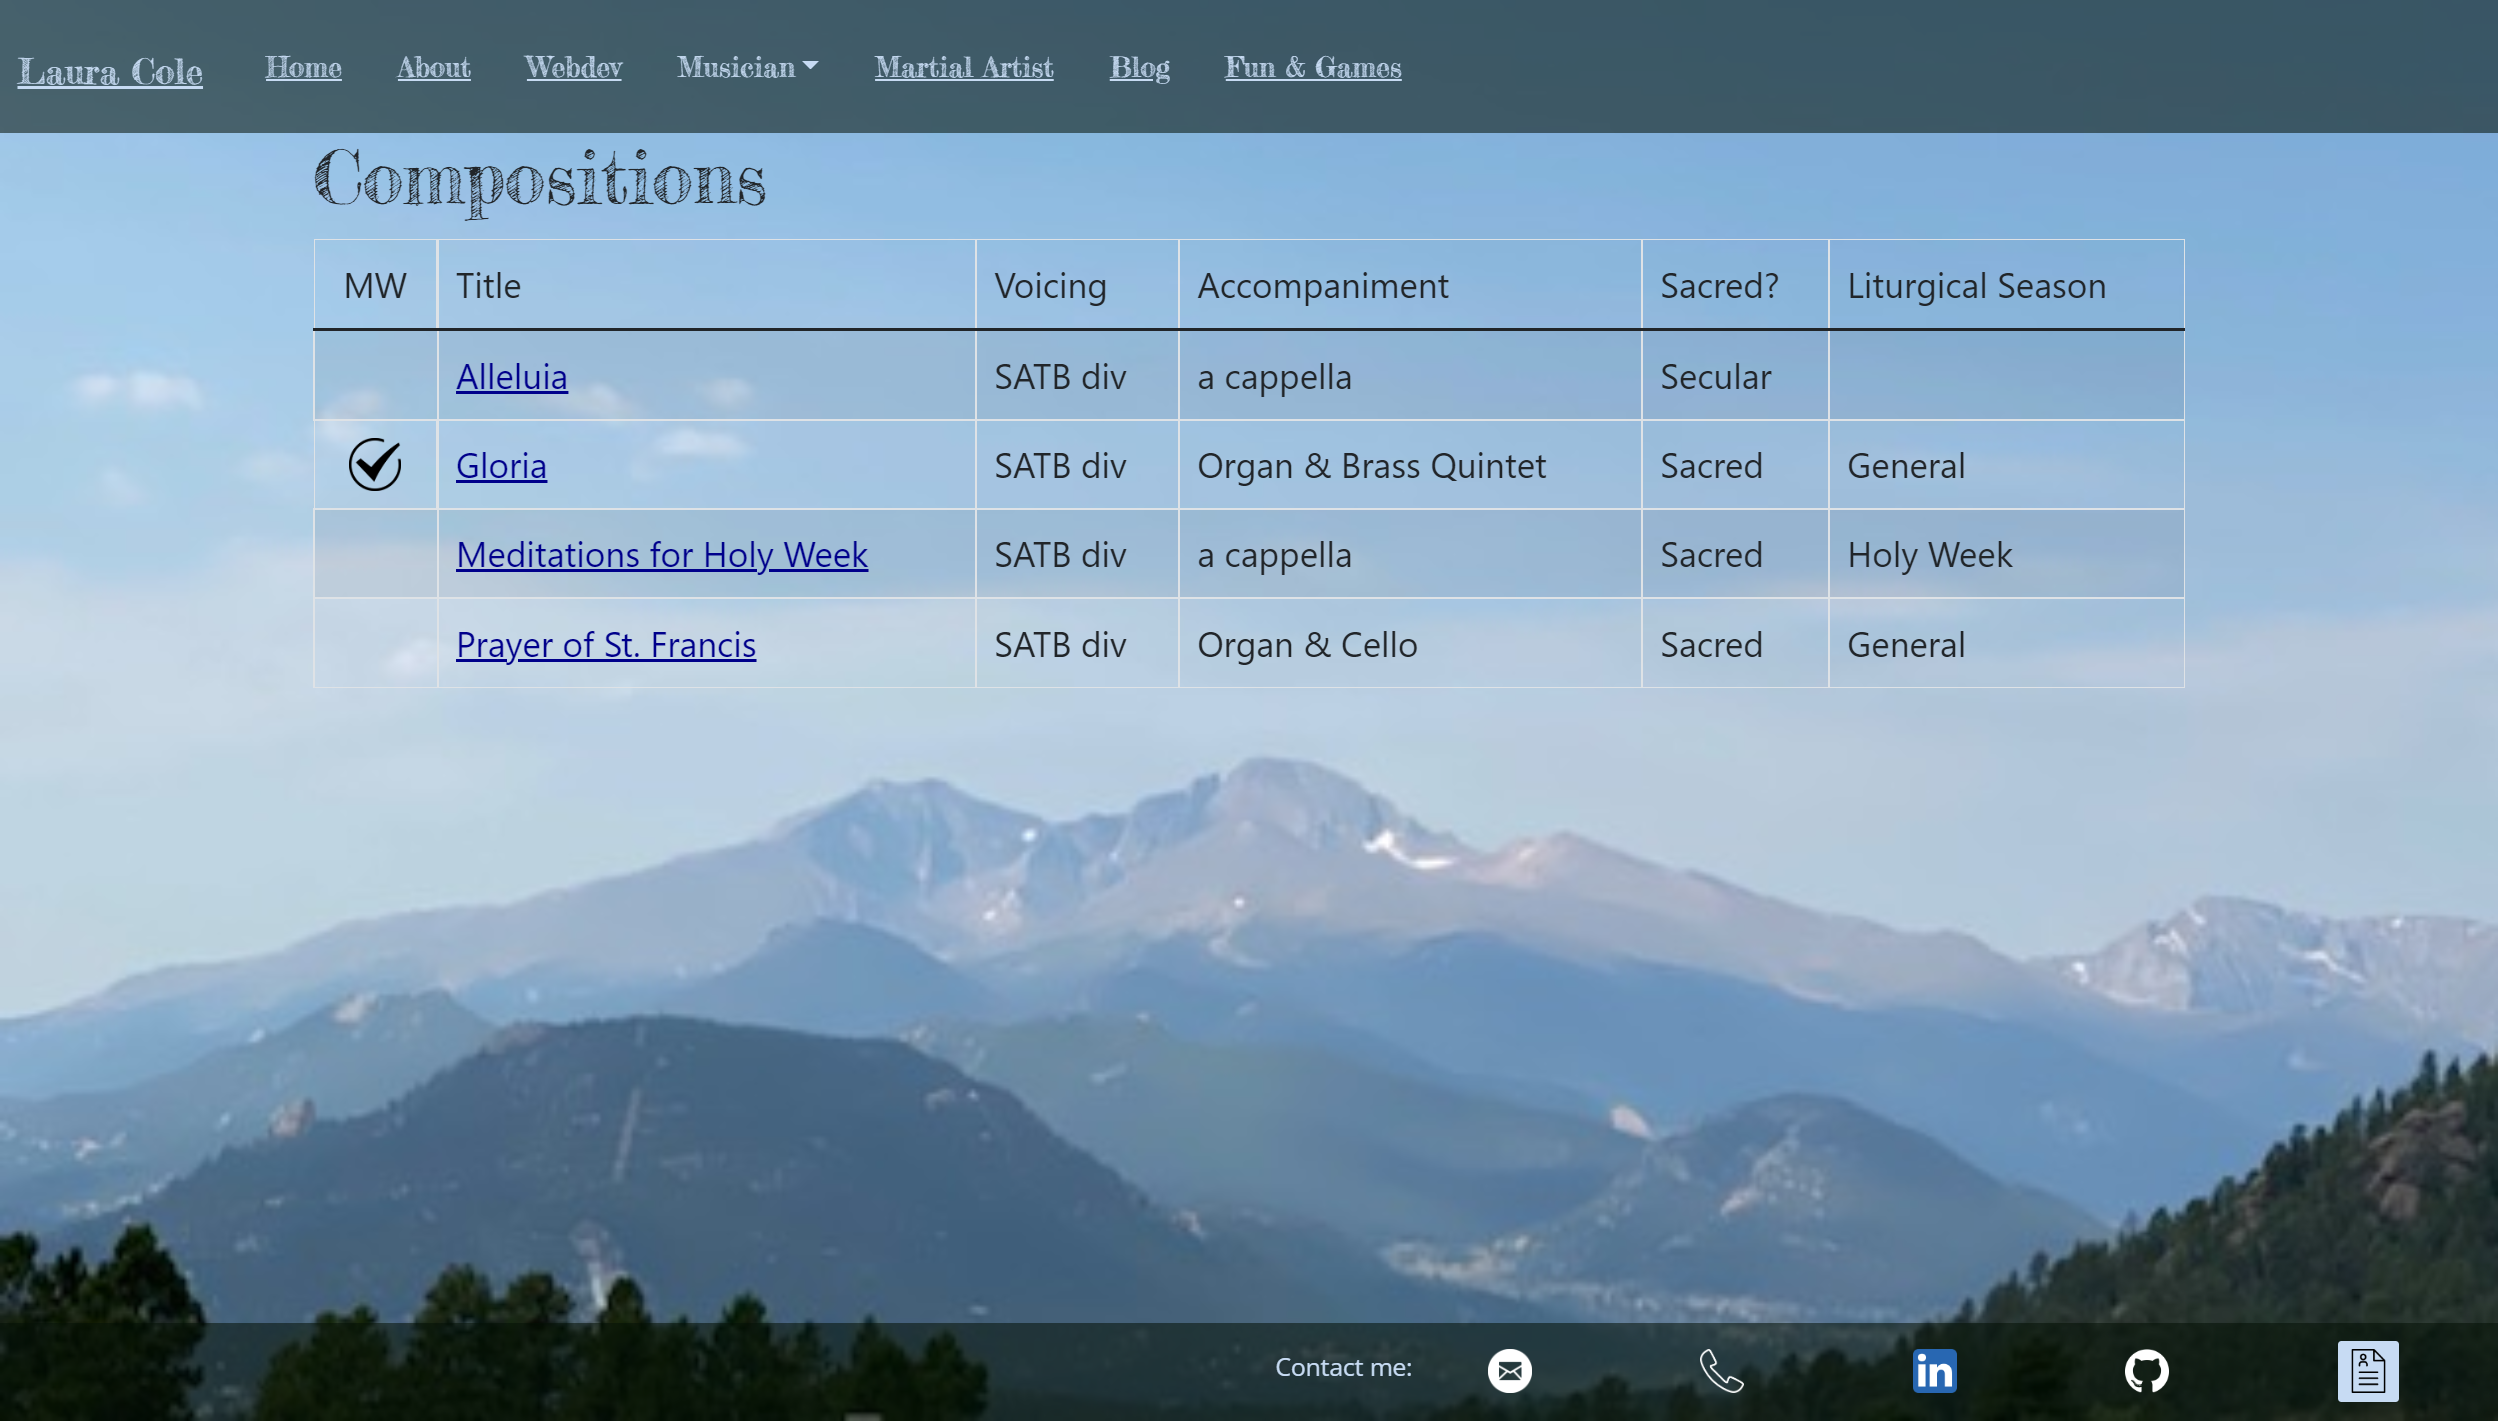 Laura Cole Home About Webdev Musician Martial Artist Blog Fun & Games
Compositions
MW Title Voicing Accompaniment Sacred? Liturgical Season
Alleluia SATB div a cappella Secular
Gloria SATB div Organ & Brass Quintet Sacred General
Meditations for Holy Week SATB div a cappella Sacred Holy Week
Prayer of St. Francis SATB div Organ & Cello Sacred General
Contact me: in